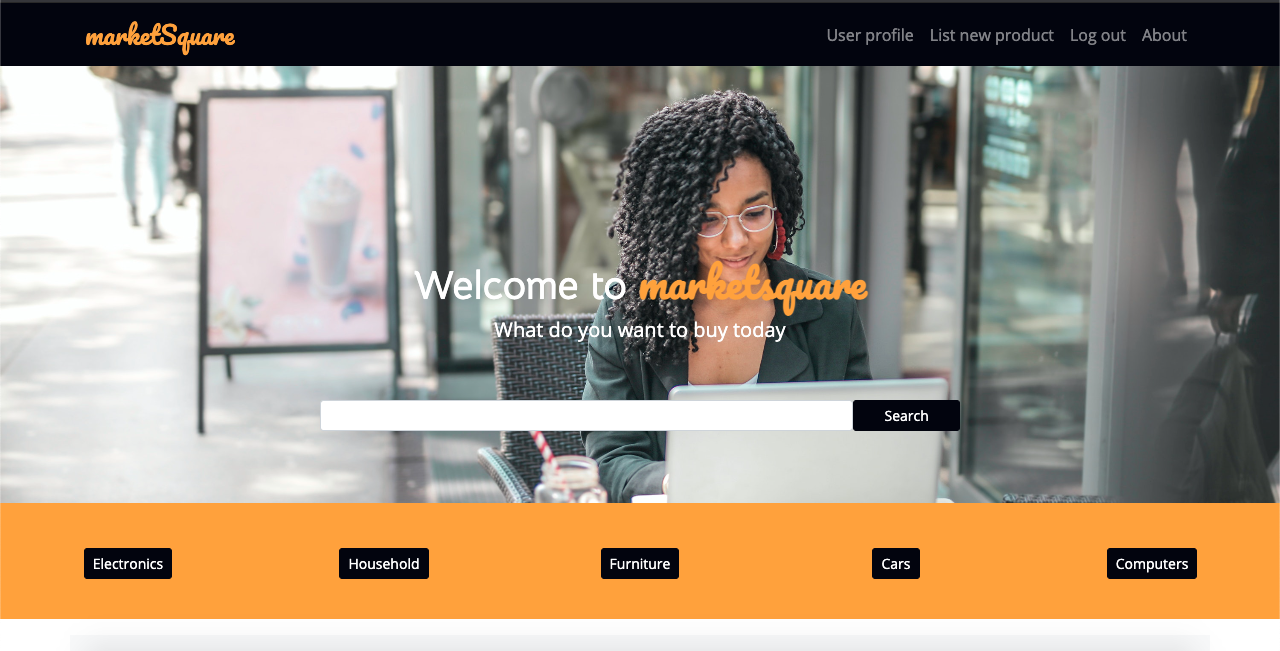 marketSquare
User profile List new product Log out About
Welcome to marketsquare
What do you want to buy today
Search
Electronics Household Furniture Cars Computers